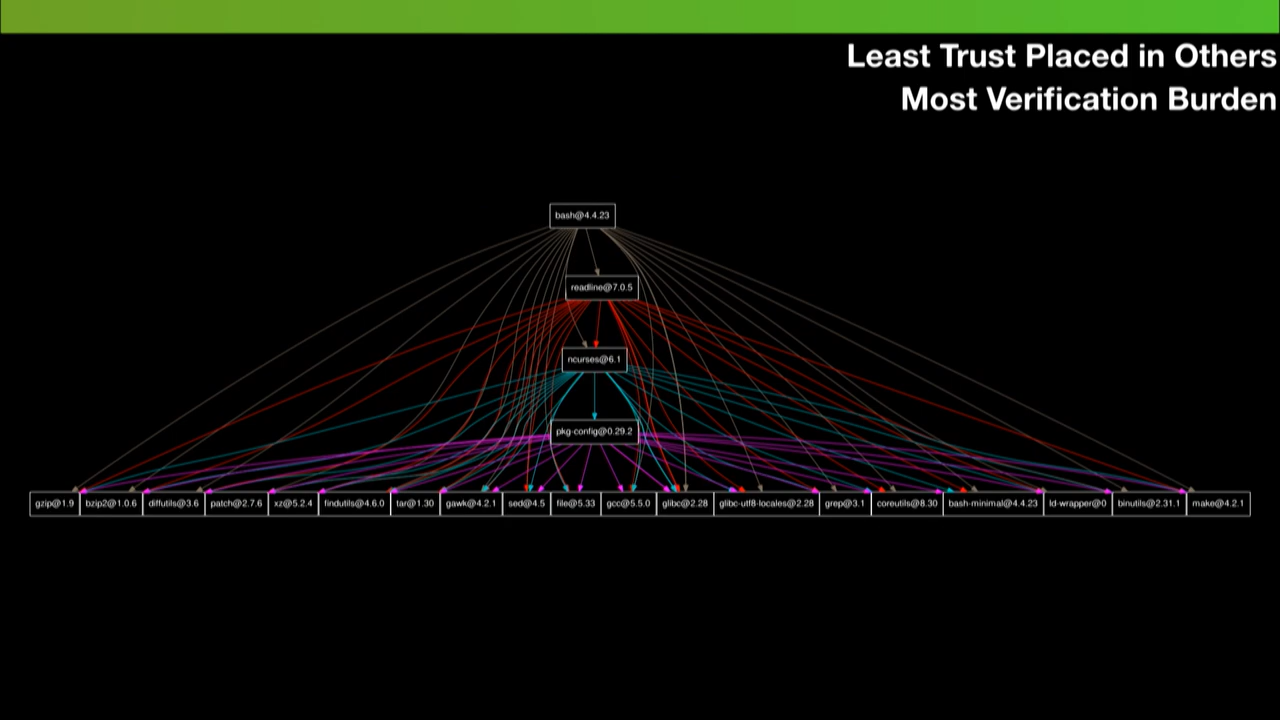 Least Trust Placed in Others
Most Verification Burden
bash@4.4.23
readline@7.0.5
ncurses@6.1
pkg-config@0.29.2
gzip@1.9
bzip2@1.0.6
diffutils@3.6
patch@2.7.6
xz@5.2.4
findutils@4.6.0
tar@1.30
gawk@4.2.1
sed@4.5
file@5.33
gcc@5.5.0
glibc@2.28
glibc-utf8-locales@2.28
grep@3.1
coreutils@8.30
bash-minimal@4.4.23
ld-wrapper@0
binutils@2.31.1
make@4.2.1